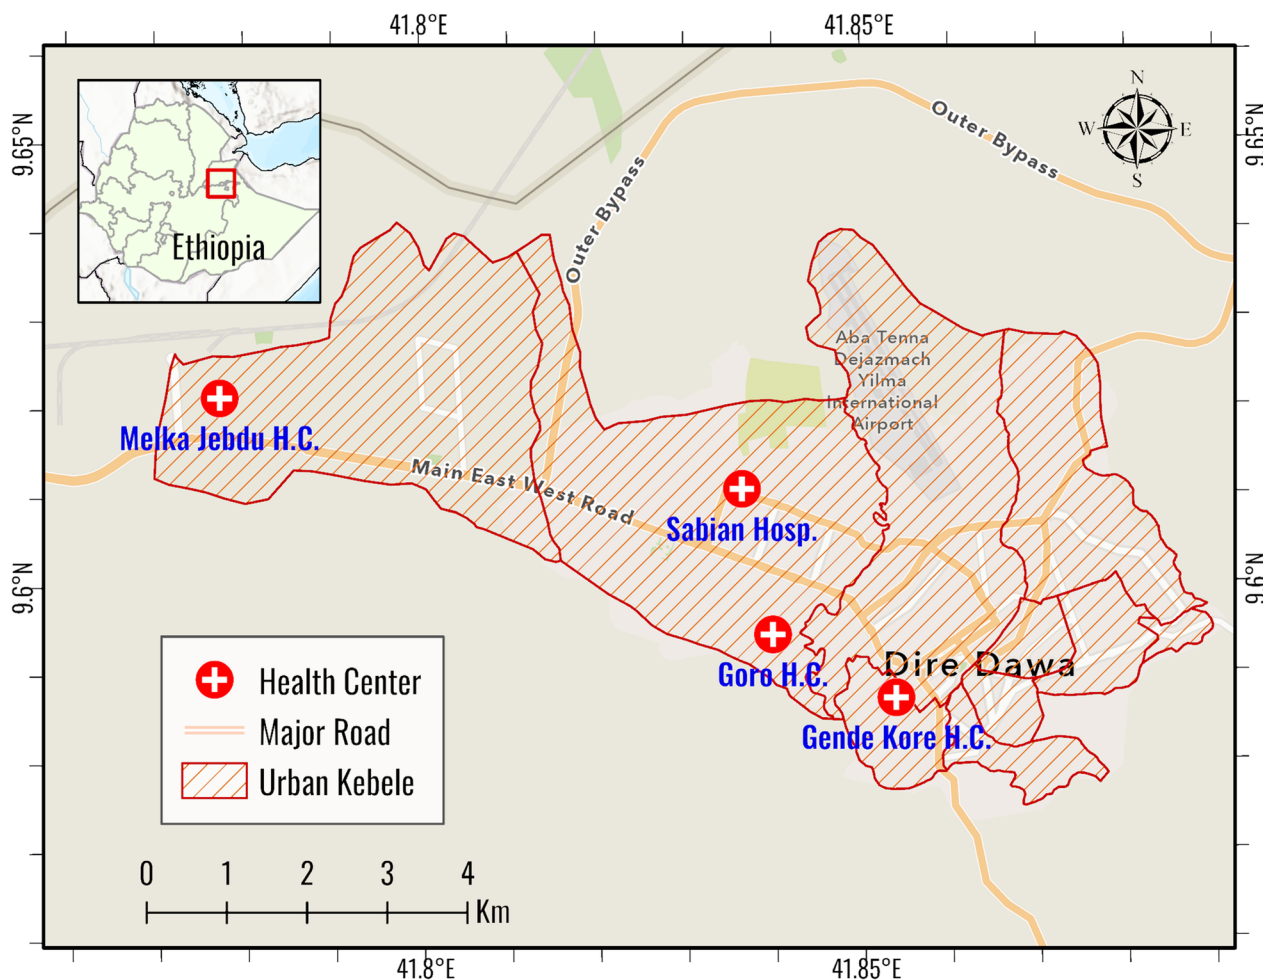 41.8°E
41.85°E
9.65°N
9.65°N
N
W
E
S
Outer Bypass
Outer Bypass
Ethiopia
Aba Tenna
Dejazmach
Yilma
International
Airport
Melka Jebdu H.C.
Main East West Road
Sabian Hosp.
9.6°N
9.6°N
Goro H.C.
Dire Dawa
Gende Kore H.C.
Health Center
Major Road
Urban Kebele
0 1 2 3 4
Km
41.8°E
41.85°E